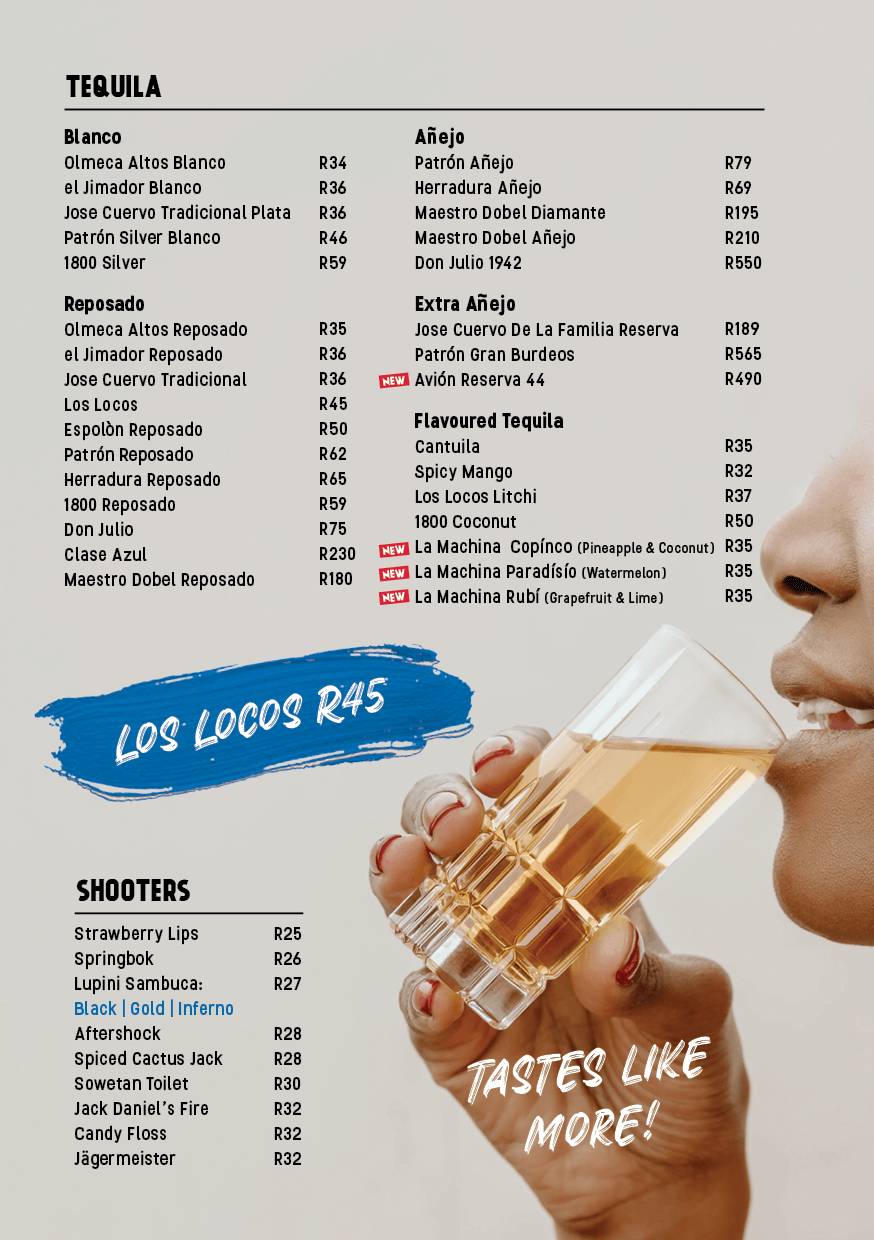 TEQUILA
Blanco
Olmeca Altos Blanco R34
el Jimador Blanco R36
Jose Cuervo Tradicional Plata R36
Patrón Silver Blanco R46
1800 Silver R59
Reposado
Olmeca Altos Reposado R35
el Jimador Reposado R36
Jose Cuervo Tradicional R36
Los Locos R45
Espolòn Reposado R50
Patrón Reposado R62
Herradura Reposado R65
1800 Reposado R59
Don Julio R75
Clase Azul R230
Maestro Dobel Reposado R180
Añejo
Patrón Añejo R79
Herradura Añejo R69
Maestro Dobel Diamante R195
Maestro Dobel Añejo R210
Don Julio 1942 R550
Extra Añejo
Jose Cuervo De La Familia Reserva R189
Patrón Gran Burdeos R565
NEW Avión Reserva 44 R490
Flavoured Tequila
Cantuila R35
Spicy Mango R32
Los Locos Litchi R37
1800 Coconut R50
NEW La Machina Copínco (Pineapple & Coconut) R35
NEW La Machina Paradísío (Watermelon) R35
NEW La Machina Rubí (Grapefruit & Lime) R35
LOS LOCOS R45
SHOOTERS
Strawberry Lips R25
Springbok R26
Lupini Sambuca: R27
Black | Gold | Inferno
Aftershock R28
Spiced Cactus Jack R28
Sowetan Toilet R30
Jack Daniel's Fire R32
Candy Floss R32
Jägermeister R32
TASTES LIKE
MORE!